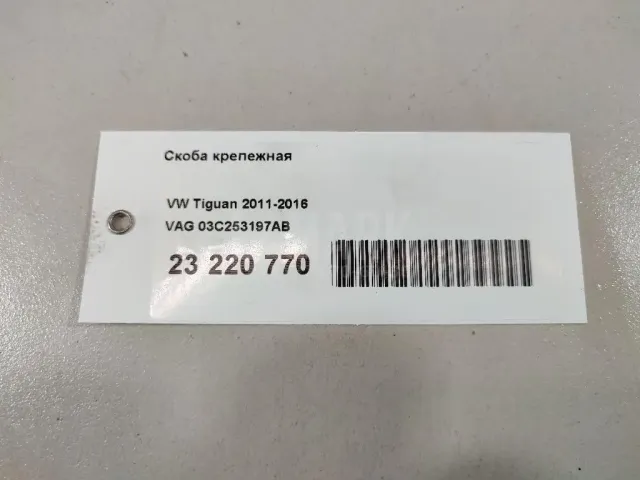 Скоба крепежная
VW Tiguan 2011-2016
VAG 03C253197AB
23 220 770